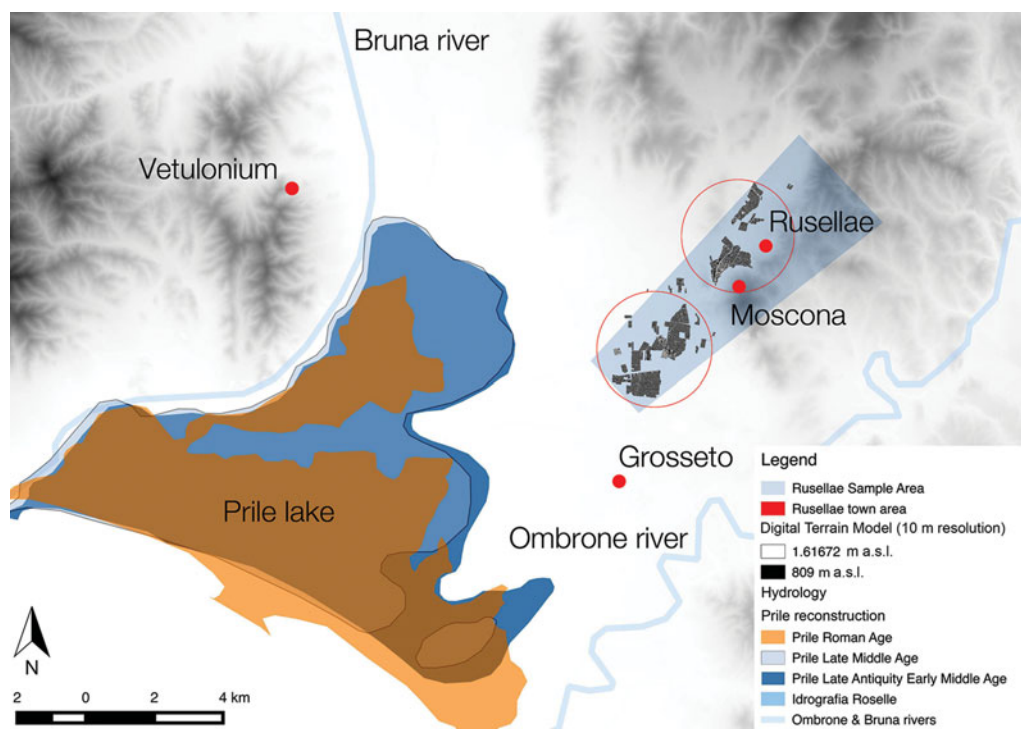 Bruna river
Vetulonium
Rusellae
Moscona
Grosseto
Prile lake
Ombrone river
N
2 0 2 4 km
Legend
Rusellae Sample Area
Rusellae town area
Digital Terrain Model (10 m resolution)
1.61672 m a.s.l.
809 m a.s.l.
Hydrology
Prile reconstruction
Prile Roman Age
Prile Late Middle Age
Prile Late Antiquity Early Middle Age
Idrografia Roselle
Ombrone & Bruna rivers